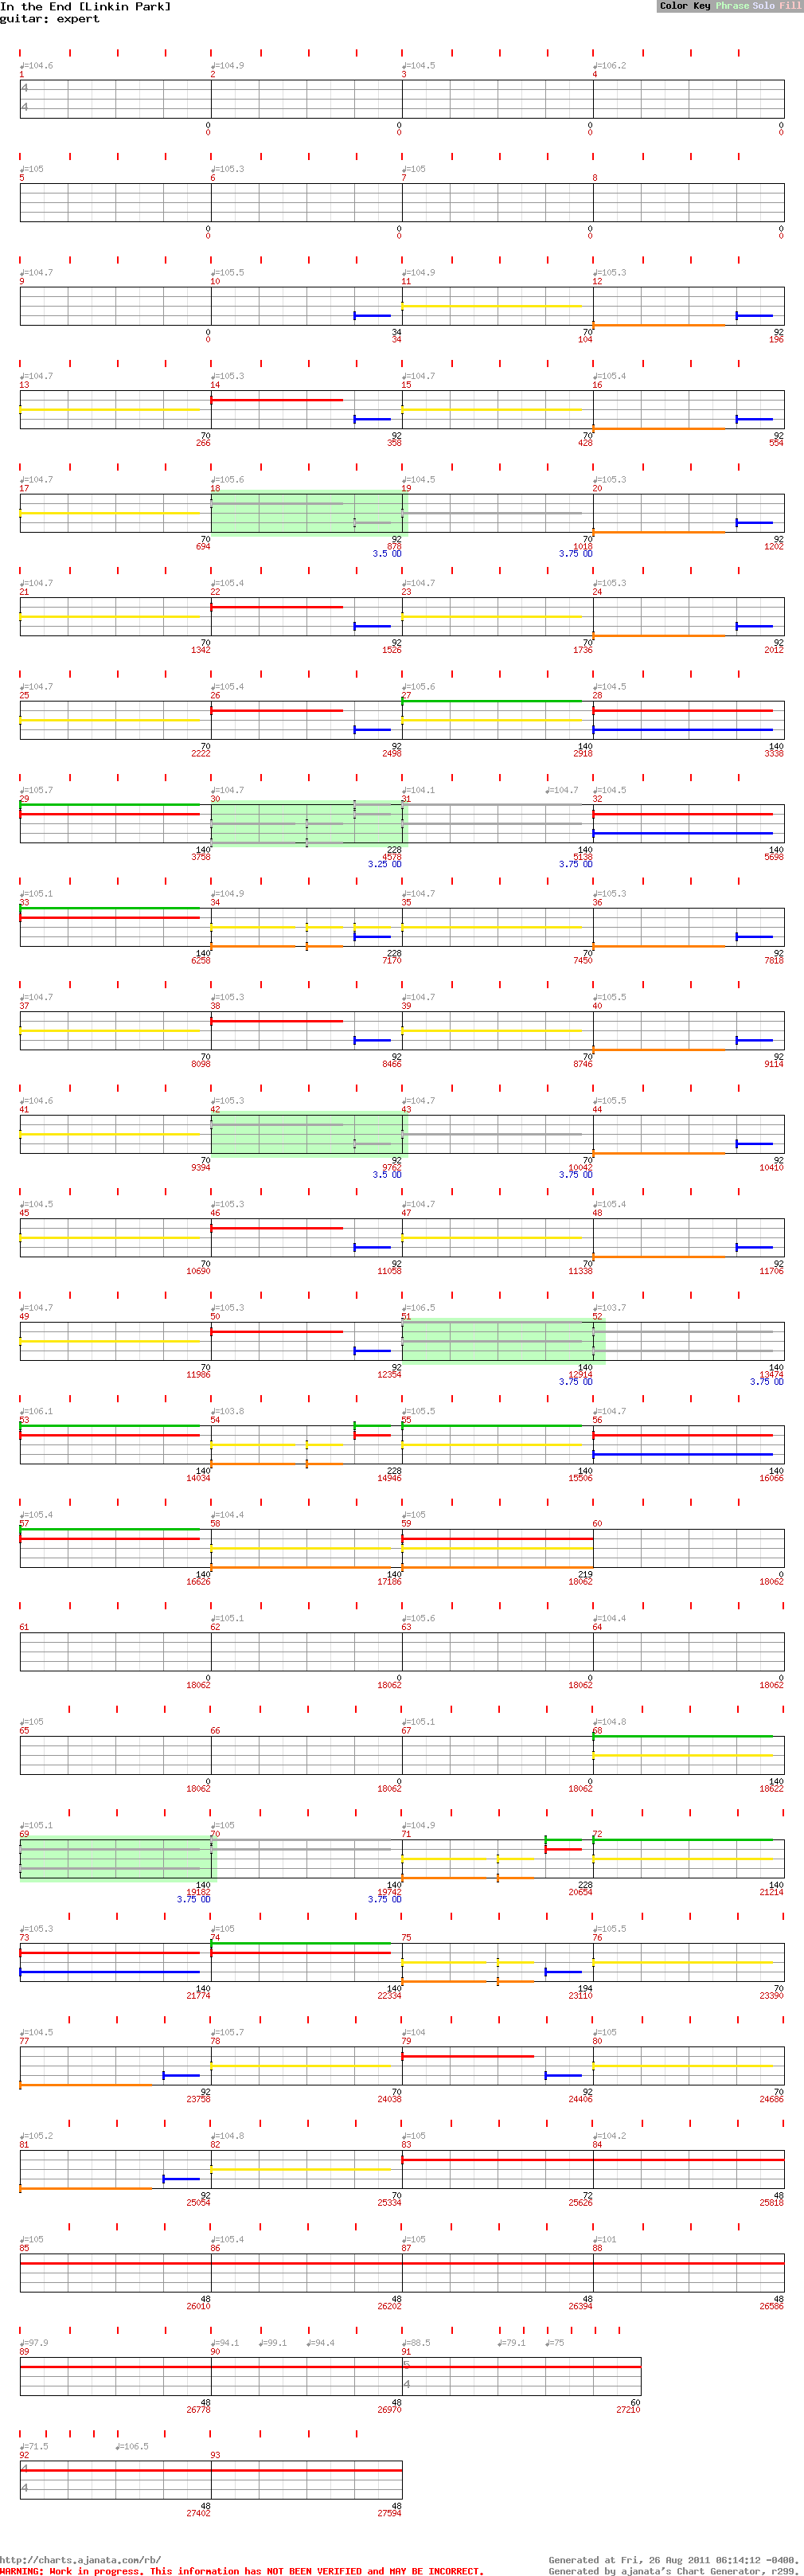 In the End [Linkin Park]
guitar: expert
Color Key Phrase Solo Fill
♩=104.6 ♩=104.9 ♩=104.5 ♩=106.2
1 2 3 4
4
4
0 0 0 0
0 0 0 0
♩=105 ♩=105.3 ♩=105
5 6 7 8
0 0 0 0
0 0 0 0
♩=104.7 ♩=105.5 ♩=104.9 ♩=105.3
9 10 11 12
0 34 70 92
0 34 104 196
♩=104.7 ♩=105.3 ♩=104.7 ♩=105.4
13 14 15 16
70 92 70 92
266 358 428 554
♩=104.7 ♩=105.6 ♩=104.5 ♩=105.3
17 18 19 20
70 92 70 92
694 878 1018 1202
3.5 OD 3.75 OD
♩=104.7 ♩=105.4 ♩=104.7 ♩=105.3
21 22 23 24
70 92 70 92
1342 1526 1736 2012
♩=104.7 ♩=105.4 ♩=105.6 ♩=104.5
25 26 27 28
70 92 140 140
2222 2498 2918 3338
♩=105.7 ♩=104.7 ♩=104.1 ♩=104.7 ♩=104.5
29 30 31 32
140 228 140 140
3758 4578 5138 5698
3.25 OD 3.75 OD
♩=105.1 ♩=104.9 ♩=104.7 ♩=105.3
33 34 35 36
140 228 70 92
6258 7170 7450 7818
♩=104.7 ♩=105.3 ♩=104.7 ♩=105.5
37 38 39 40
70 92 70 92
8098 8466 8746 9114
♩=104.6 ♩=105.3 ♩=104.7 ♩=105.5
41 42 43 44
70 92 70 92
9394 9762 10042 10410
3.5 OD 3.75 OD
♩=104.5 ♩=105.3 ♩=104.7 ♩=105.4
45 46 47 48
70 92 70 92
10690 11058 11338 11706
♩=104.7 ♩=105.3 ♩=106.5 ♩=103.7
49 50 51 52
70 92 140 140
11986 12354 12914 13474
3.75 OD 3.75 OD
♩=106.1 ♩=103.8 ♩=105.5 ♩=104.7
53 54 55 56
140 228 140 140
14034 14946 15506 16066
♩=105.4 ♩=104.4 ♩=105
57 58 59 60
140 140 219 0
16626 17186 18062 18062
♩=105.1 ♩=105.6 ♩=104.4
61 62 63 64
0 0 0 0
18062 18062 18062 18062
♩=105 ♩=105.1 ♩=104.8
65 66 67 68
0 0 0 140
18062 18062 18062 18622
♩=105.1 ♩=105 ♩=104.9
69 70 71 72
140 140 228 140
19182 19742 20654 21214
3.75 OD 3.75 OD
♩=105.3 ♩=105 ♩=105.5
73 74 75 76
140 140 194 70
21774 22334 23110 23390
♩=104.5 ♩=105.7 ♩=104 ♩=105
77 78 79 80
92 70 92 70
23758 24038 24406 24686
♩=105.2 ♩=104.8 ♩=105 ♩=104.2
81 82 83 84
92 70 72 48
25054 25334 25626 25818
♩=105 ♩=105.4 ♩=105 ♩=101
85 86 87 88
48 48 48 48
26010 26202 26394 26586
♩=97.9 ♩=94.1 ♩=99.1 ♩=94.4 ♩=88.5 ♩=79.1 ♩=75
89 90 91
5
4
48 48 60
26778 26970 27210
♩=71.5 ♩=106.5
92 93
4
4
48 48
27402 27594
http://charts.ajanata.com/rb/ Generated at Fri, 26 Aug 2011 06:14:12 -0400.
WARNING: Work in progress. This information has NOT BEEN VERIFIED and MAY BE INCORRECT. Generated by ajanata's Chart Generator, r299.